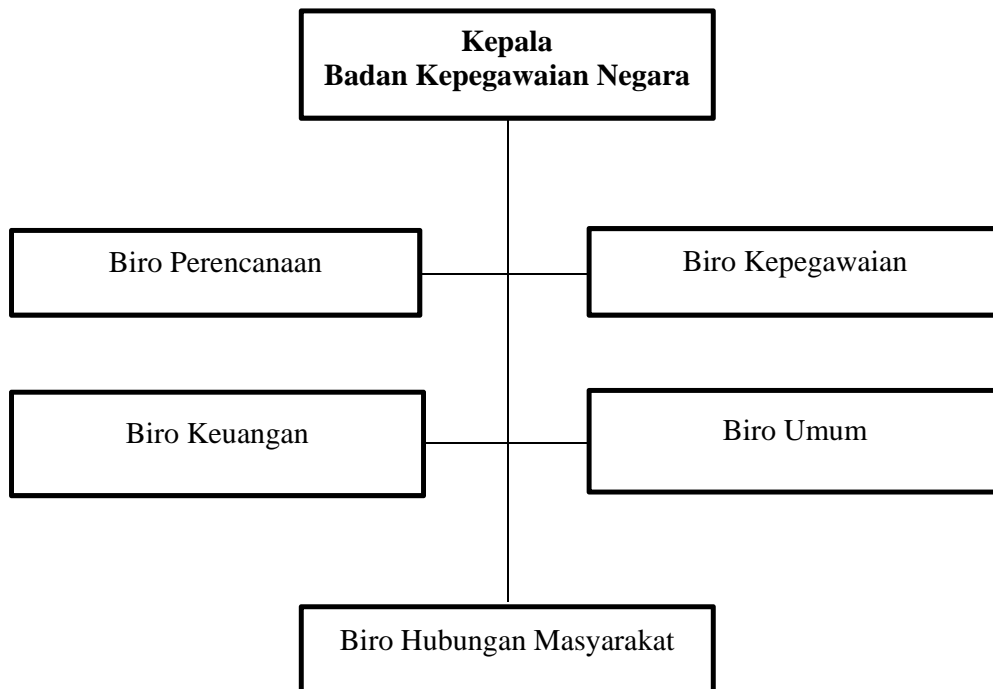 Kepala
Badan Kepegawaian Negara
Biro Perencanaan
Biro Kepegawaian
Biro Keuangan
Biro Umum
Biro Hubungan Masyarakat